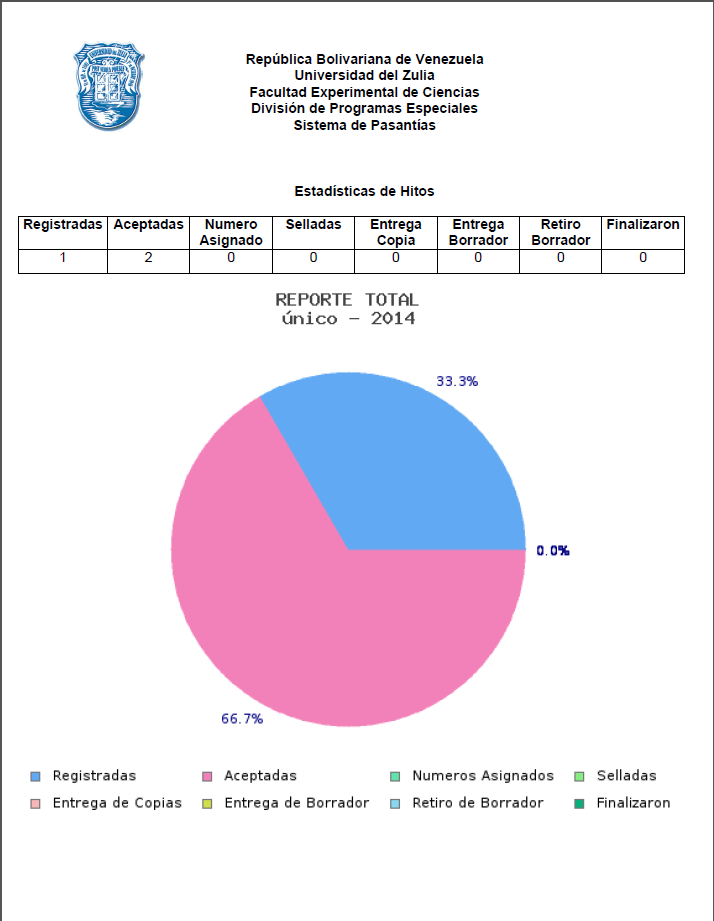 República Bolivariana de Venezuela
Universidad del Zulia
Facultad Experimental de Ciencias
División de Programas Especiales
Sistema de Pasantías
Estadísticas de Hitos
Registradas Aceptadas Numero Asignado Selladas Entrega Copia Entrega Borrador Retiro Borrador Finalizaron
1 2 0 0 0 0 0 0
REPORTE TOTAL
único - 2014
33.3%
0.0%
66.7%
Registradas Aceptadas Numeros Asignados Selladas
Entrega de Copias Entrega de Borrador Retiro de Borrador Finalizaron